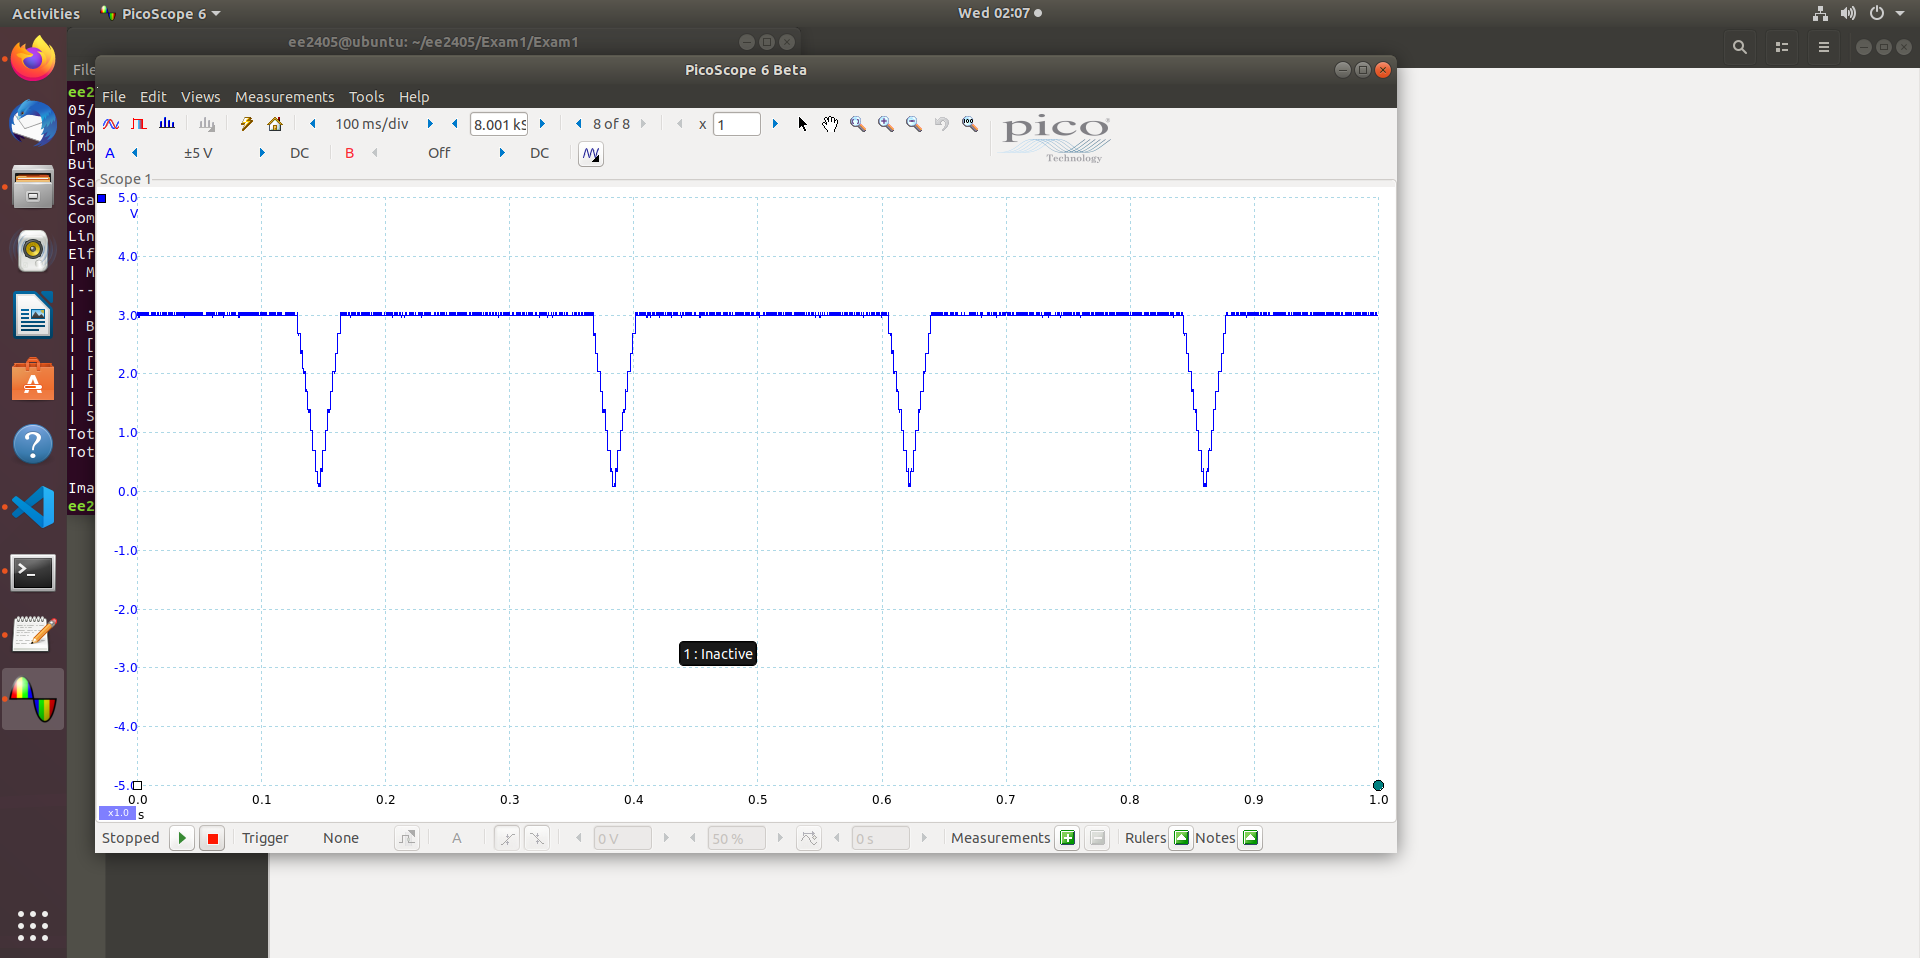 Activities PicoScope 6 Wed 02:07
ee2405@ubuntu: ~/ee2405/Exam1/Exam1
File
PicoScope 6 Beta
File Edit Views Measurements Tools Help
100 ms/div 8.001 kS 8 of 8 x 1
pico
Technology
A ±5 V DC B Off DC
Scope 1
ee2
05/
[mb
[mb
Bui
Sca
Sca
Com
Lin
Elf
| M
|--
| .
| B
| [
| [
| [
| [
| S
Tot
Tot
Ima
ee2
5.0
V
4.0
3.0
2.0
1.0
0.0
-1.0
-2.0
-3.0
-4.0
-5.0
1 : Inactive
0.0 0.1 0.2 0.3 0.4 0.5 0.6 0.7 0.8 0.9 1.0
x1.0 s
Stopped Trigger None A 0 V 50 % 0 s Measurements Rulers Notes